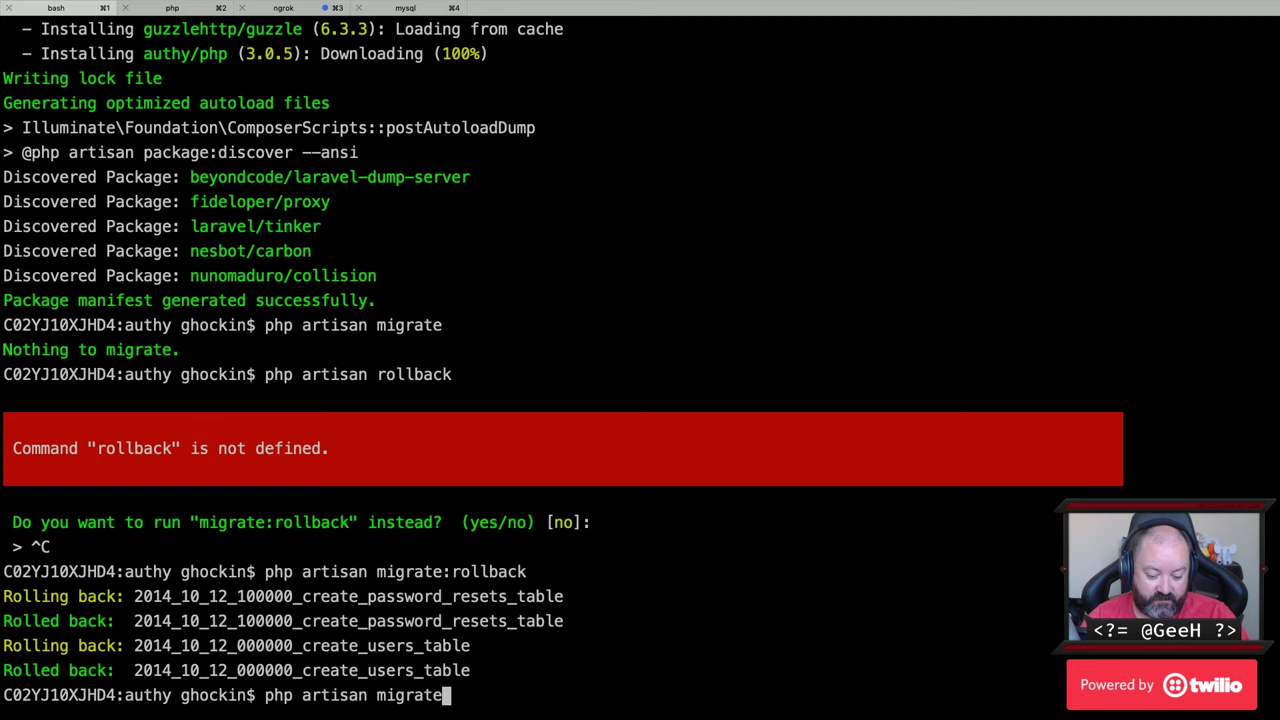 bash ⌘1 php ⌘2 ngrok ⌘3 mysql ⌘4
- Installing guzzlehttp/guzzle (6.3.3): Loading from cache
- Installing authy/php (3.0.5): Downloading (100%)
Writing lock file
Generating optimized autoload files
> Illuminate\Foundation\ComposerScripts::postAutoloadDump
> @php artisan package:discover --ansi
Discovered Package: beyondcode/laravel-dump-server
Discovered Package: fideloper/proxy
Discovered Package: laravel/tinker
Discovered Package: nesbot/carbon
Discovered Package: nunomaduro/collision
Package manifest generated successfully.
C02YJ10XJHD4:authy ghockin$ php artisan migrate
Nothing to migrate.
C02YJ10XJHD4:authy ghockin$ php artisan rollback
Command "rollback" is not defined.
Do you want to run "migrate:rollback" instead? (yes/no) [no]:
> ^C
C02YJ10XJHD4:authy ghockin$ php artisan migrate:rollback
Rolling back: 2014_10_12_100000_create_password_resets_table
Rolled back: 2014_10_12_100000_create_password_resets_table
Rolling back: 2014_10_12_000000_create_users_table
Rolled back: 2014_10_12_000000_create_users_table
C02YJ10XJHD4:authy ghockin$ php artisan migrate
<?= @GeeH ?>
Powered by twilio